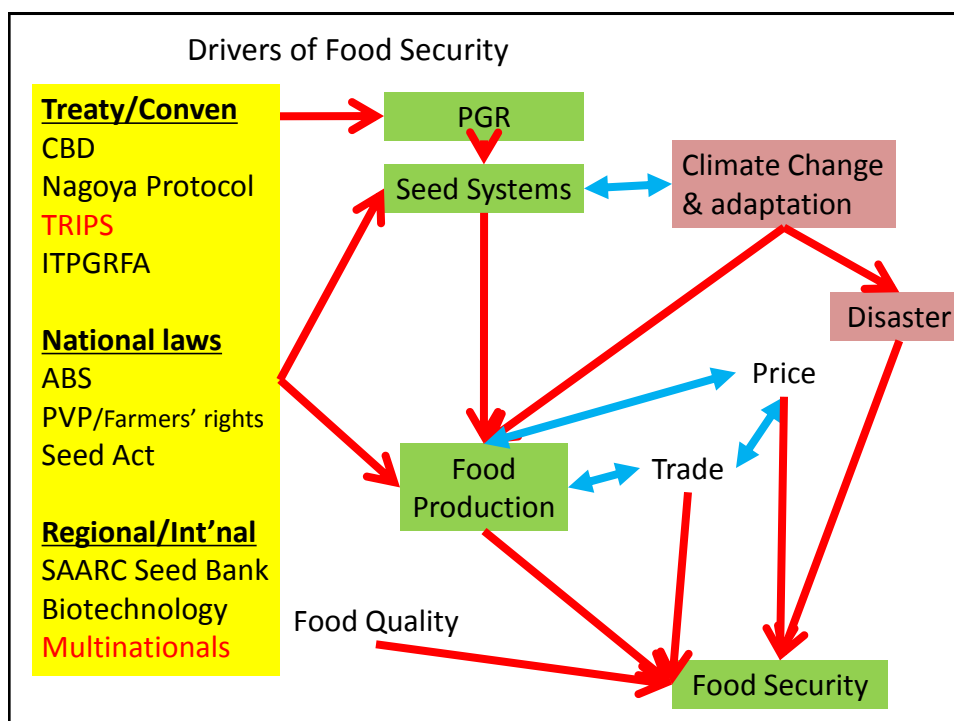 Drivers of Food Security
Treaty/Conven
CBD
Nagoya Protocol
TRIPS
ITPGRFA
National laws
ABS
PVP/Farmers’ rights
Seed Act
Regional/Int’nal
SAARC Seed Bank
Biotechnology
Multinationals
PGR
Seed Systems
Climate Change
& adaptation
Disaster
Price
Food
Production
Trade
Food Quality
Food Security